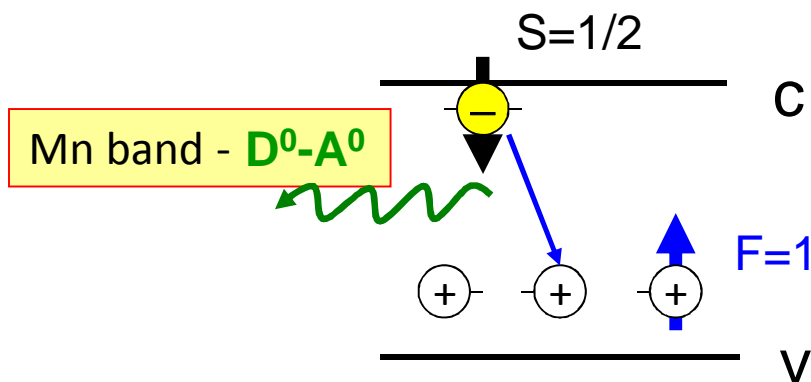 S=1/2
c
−
Mn band - D⁰-A⁰
F=1
+ + +
v